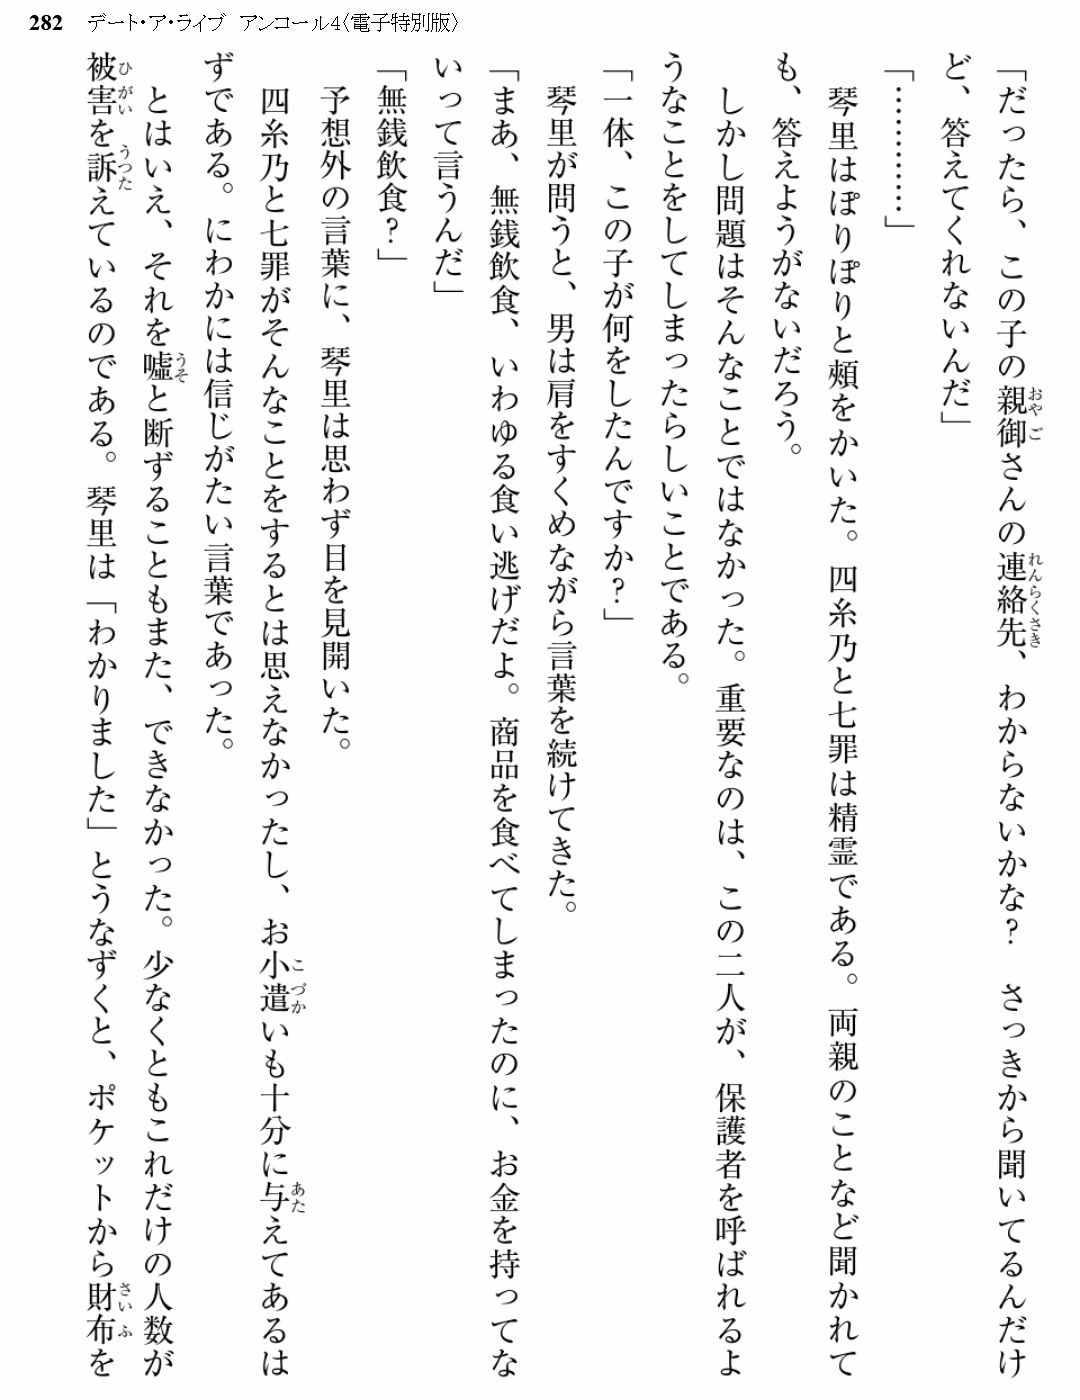 282 デート・ア・ライブ　アンコール4〈電子特別版〉
「だったら、この子の親御さんの連絡先、わからないかな？　さっきから聞いてるんだけ
ど、答えてくれないんだ」
「…………」
琴里はぽりぽりと頰をかいた。四糸乃と七罪は精霊である。両親のことなど聞かれて
も、答えようがないだろう。
しかし問題はそんなことではなかった。重要なのは、この二人が、保護者を呼ばれるよ
うなことをしてしまったらしいことである。
「一体、この子が何をしたんですか？」
琴里が問うと、男は肩をすくめながら言葉を続けてきた。
「まあ、無銭飲食、いわゆる食い逃げだよ。商品を食べてしまったのに、お金を持ってな
いって言うんだ」
「無銭飲食？」
予想外の言葉に、琴里は思わず目を見開いた。
四糸乃と七罪がそんなことをするとは思えなかったし、お小遣いも十分に与えてあるは
ずである。にわかには信じがたい言葉であった。
とはいえ、それを噓と断ずることもまた、できなかった。少なくともこれだけの人数が
被害を訴えているのである。琴里は「わかりました」とうなずくと、ポケットから財布を